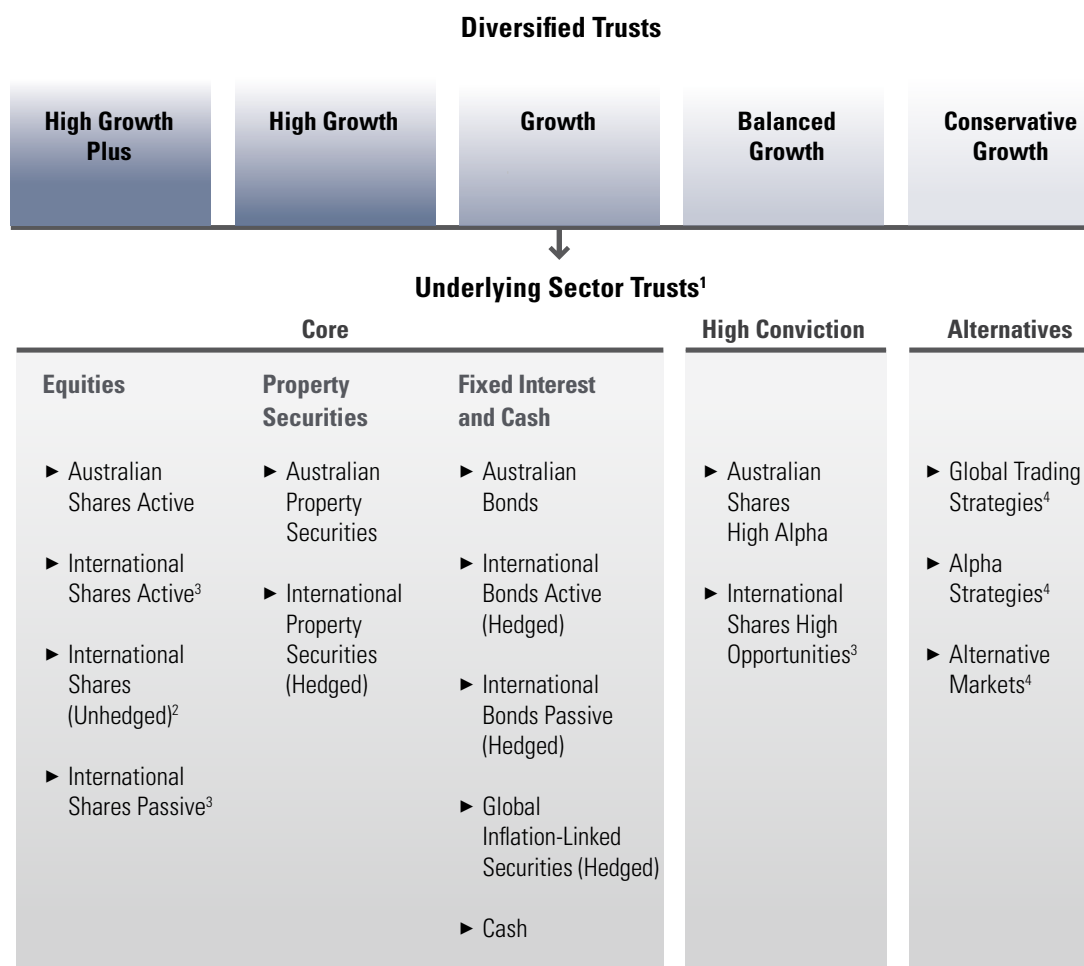 Diversified Trusts
High Growth
Plus
High Growth
Growth
Balanced
Growth
Conservative
Growth
Underlying Sector Trusts¹
Core
High Conviction
Alternatives
Equities
Property
Securities
Fixed Interest
and Cash
► Australian
Shares Active
► International
Shares Active³
► International
Shares
(Unhedged)²
► International
Shares Passive³
► Australian
Property
Securities
► International
Property
Securities
(Hedged)
► Australian
Bonds
► International
Bonds Active
(Hedged)
► International
Bonds Passive
(Hedged)
► Global
Inflation-Linked
Securities (Hedged)
► Cash
► Australian
Shares
High Alpha
► International
Shares High
Opportunities³
► Global Trading
Strategies⁴
► Alpha
Strategies⁴
► Alternative
Markets⁴